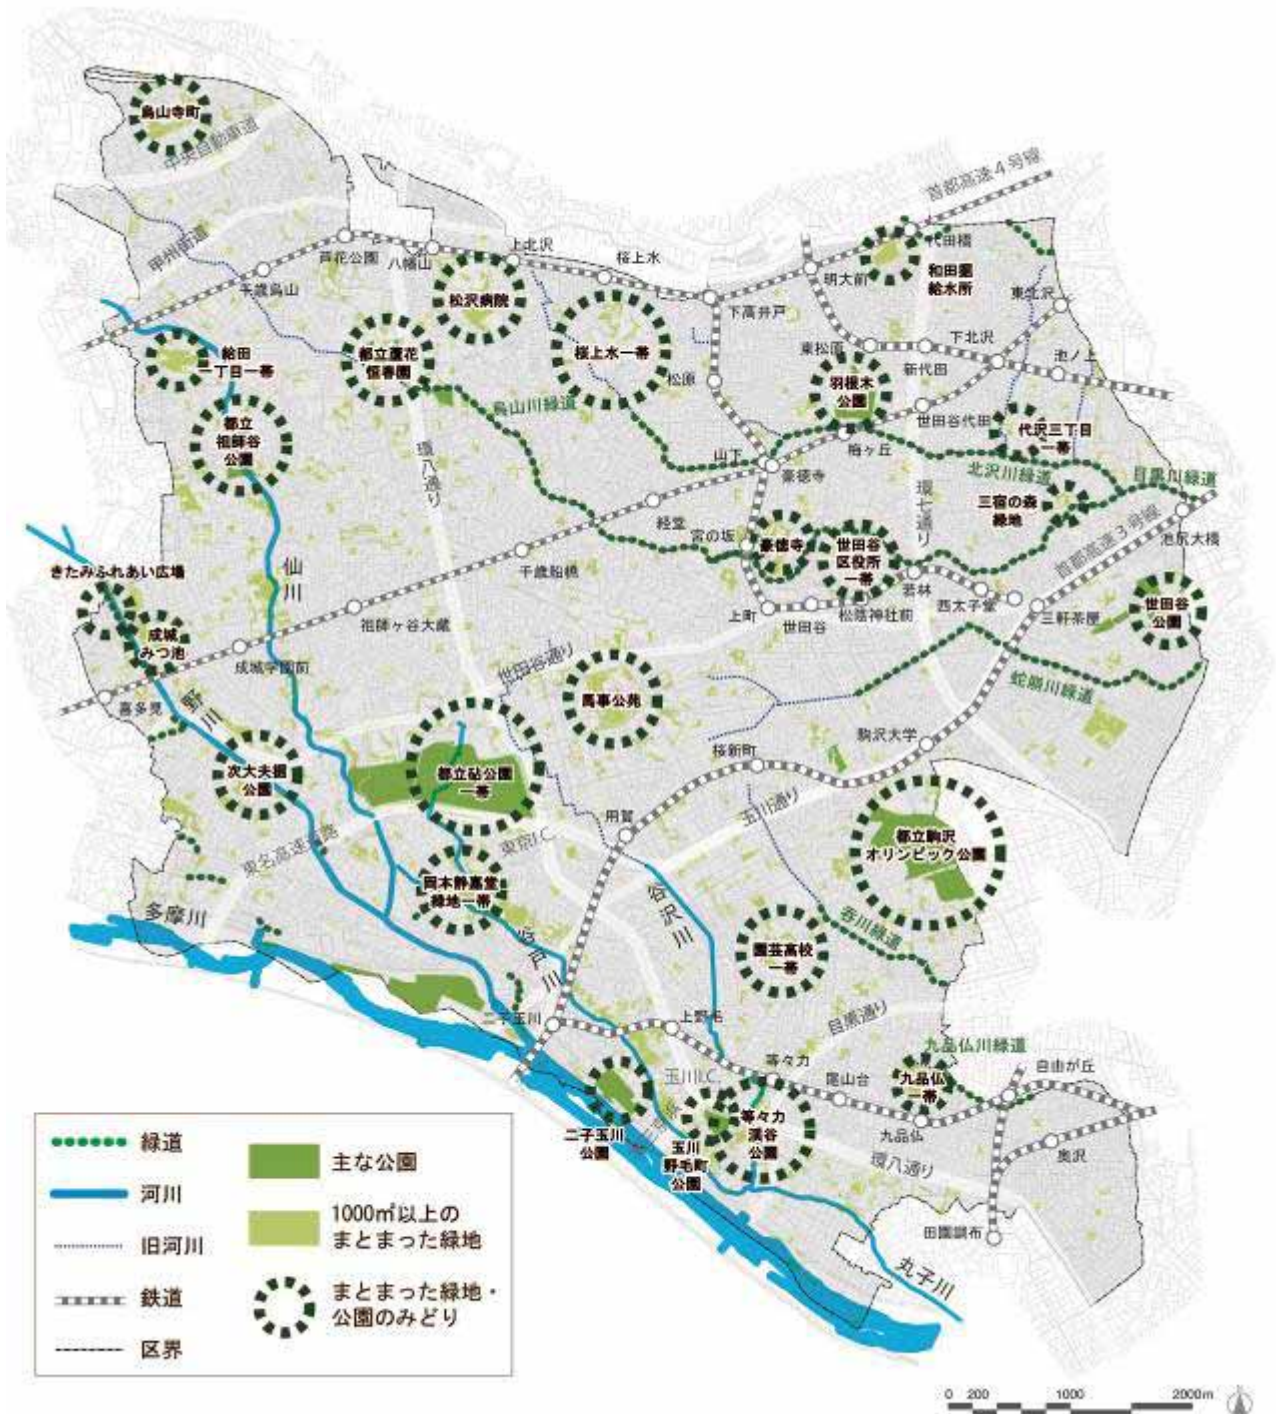 烏山寺町
中央自動車道
首都高速4号線
甲州街道
芦花公園
八幡山
上北沢
桜上水
代田橋
明大前
和田堀
給水所
千歳烏山
松沢病院
下高井戸
東北沢
給田
一丁目一帯
都立蘆花
恒春園
桜上水一帯
東松原
下北沢
新代田
池ノ上
松原
羽根木
公園
烏山川緑道
世田谷代田
代沢三丁目
一帯
都立
祖師谷
公園
環八通り
山下
豪徳寺
梅ヶ丘
北沢川緑道
目黒川緑道
環七通り
三宿の森
緑地
経堂
宮の坂
豪徳寺
世田谷
区役所
一帯
首都高速3号線
池尻大橋
きたみふれあい広場
仙川
千歳船橋
若林
西太子堂
三軒茶屋
世田谷
公園
成城
みつ池
祖師ヶ谷大蔵
上町
世田谷
松陰神社前
成城学園前
世田谷通り
馬事公苑
蛇崩川緑道
喜多見
野川
桜新町
駒沢大学
次大夫堀
公園
都立砧公園
一帯
用賀
玉川通り
東名高速道路
東京I.C.
都立駒沢
オリンピック公園
岡本静嘉堂
緑地一帯
多摩川
谷戸川
谷沢川
呑川緑道
園芸高校
一帯
二子玉川
上野毛
目黒通り
九品仏川緑道
等々力
自由が丘
玉川I.C.
尾山台
九品仏
一帯
二子玉川
公園
玉川
野毛町
公園
等々力
渓谷
公園
九品仏
環八通り
奥沢
田園調布
丸子川
緑道
河川
旧河川
鉄道
区界
主な公園
1000㎡以上の
まとまった緑地
まとまった緑地・
公園のみどり
0 200 1000 2000m